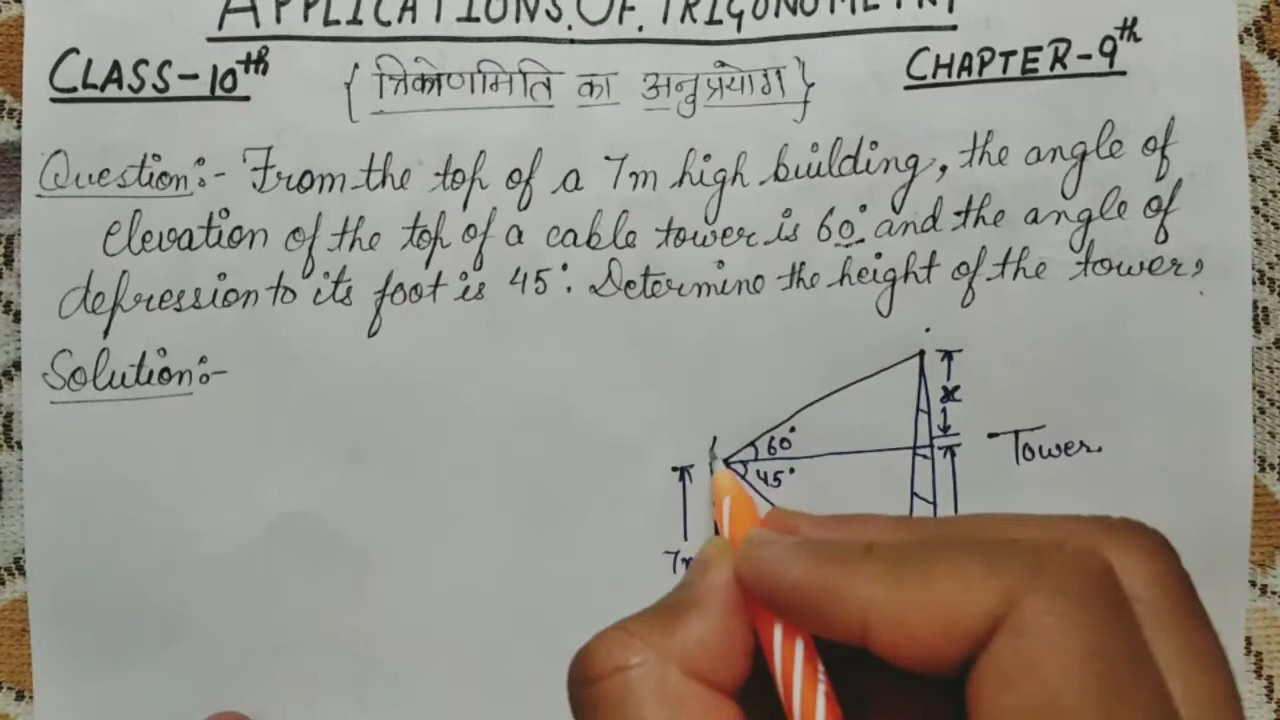 APPLICATIONS OF TRIGONOMETRY
CLASS-10th
{त्रिकोणमिति का अनुप्रयोग}
CHAPTER-9th
Question:- From the top of a 7m high building, the angle of
elevation of the top of a cable tower is 60° and the angle of
depression to its foot is 45°. Determine the height of the tower.
Solution:-
x
60°
Tower
45°